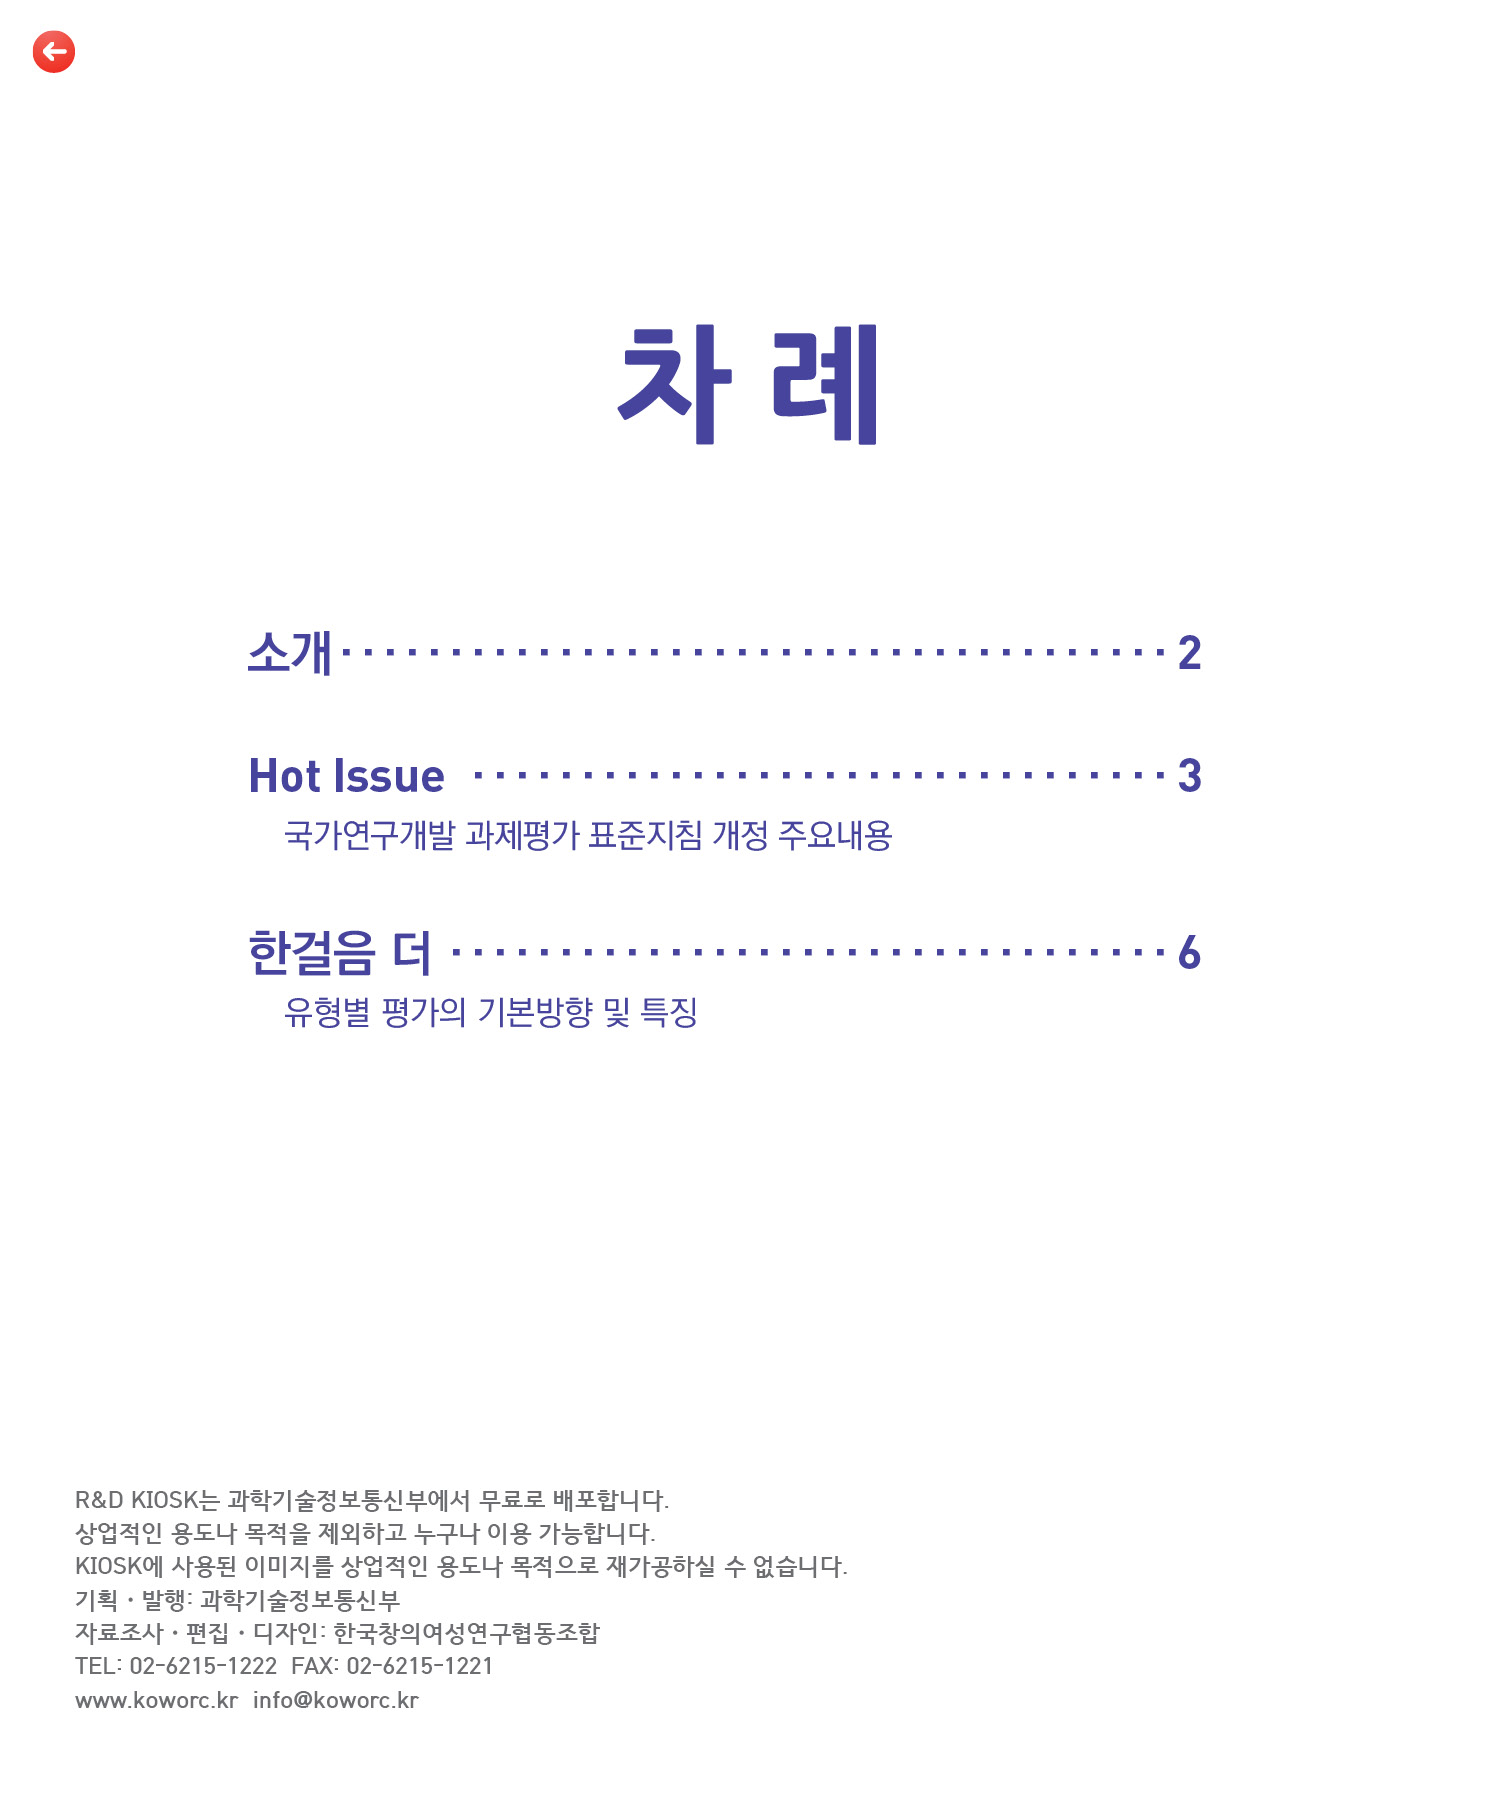 차 례
소개 ······································ 2
Hot Issue ································ 3
국가연구개발 과제평가 표준지침 개정 주요내용
한걸음 더 ································· 6
유형별 평가의 기본방향 및 특징
R&D KIOSK는 과학기술정보통신부에서 무료로 배포합니다.
상업적인 용도나 목적을 제외하고 누구나 이용 가능합니다.
KIOSK에 사용된 이미지를 상업적인 용도나 목적으로 재가공하실 수 없습니다.
기획·발행: 과학기술정보통신부
자료조사·편집·디자인: 한국창의여성연구협동조합
TEL: 02-6215-1222 FAX: 02-6215-1221
www.koworc.kr info@koworc.kr